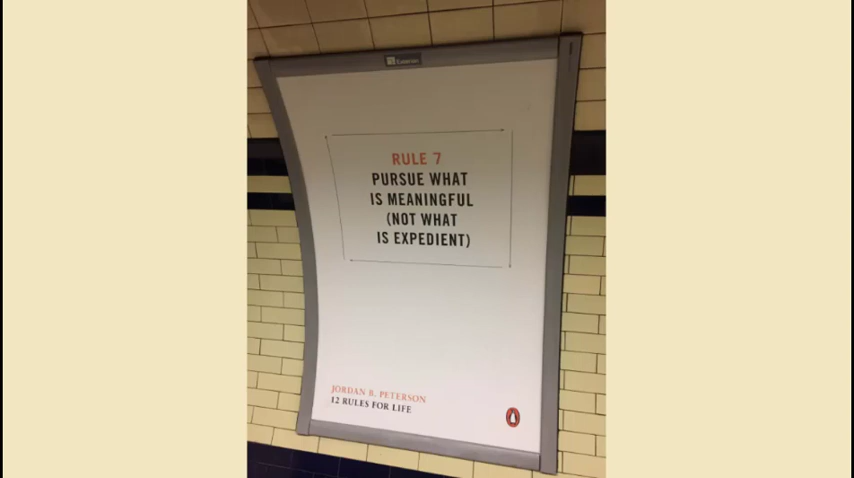 RULE 7
PURSUE WHAT
IS MEANINGFUL
(NOT WHAT
IS EXPEDIENT)
JORDAN B. PETERSON
12 RULES FOR LIFE